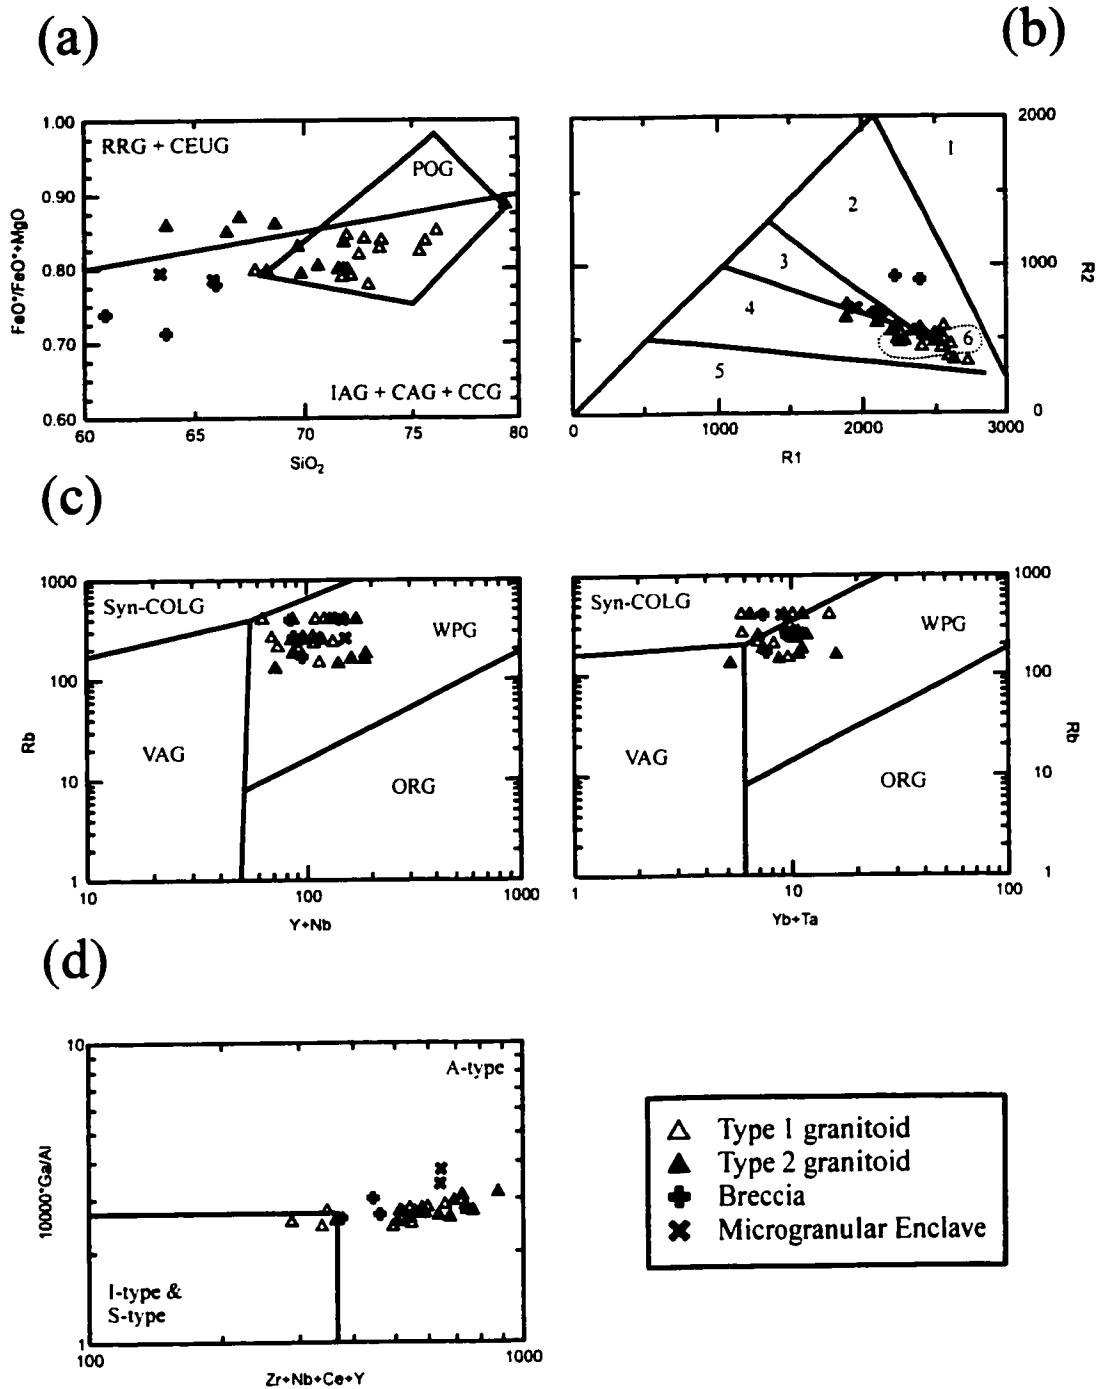 (a)
(b)
1.00
0.90
0.80
0.70
0.60
FeO*/FeO*+MgO
RRG + CEUG
POG
IAG + CAG + CCG
60
65
70
75
80
SiO2
1
2
3
4
5
6
2000
1000
0
R2
0
1000
2000
3000
R1
(c)
1000
100
10
1
Rb
Syn-COLG
WPG
VAG
ORG
10
100
1000
Y+Nb
Syn-COLG
WPG
VAG
ORG
1000
100
10
1
Rb
1
10
100
Yb+Ta
(d)
10
1
10000*Ga/Al
A-type
I-type &
S-type
100
1000
Zr+Nb+Ce+Y
Type 1 granitoid
Type 2 granitoid
Breccia
Microgranular Enclave